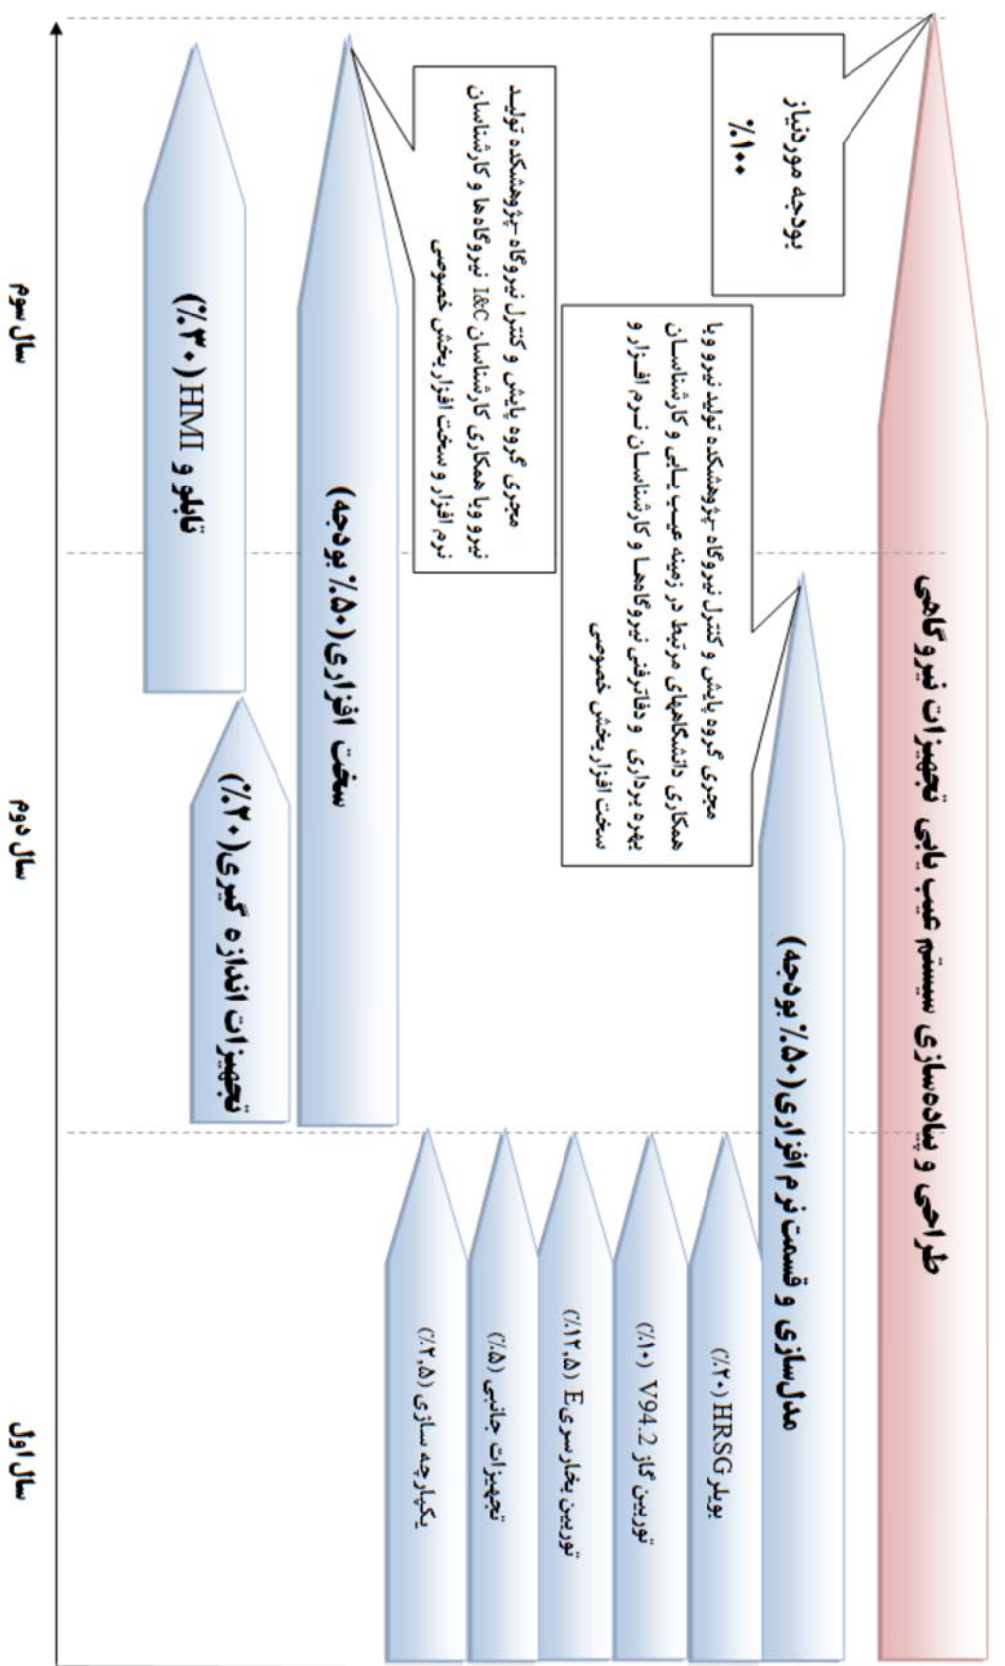 طراحی و پیاده‌سازی سیستم عیب یابی تجهیزات نیروگاهی
بودجه موردنیاز
%۱۰۰
مدل‌سازی و قسمت نرم افزاری(۵۰٪ بودجه)
مجری گروه پایش و کنترل نیروگاه -پژوهشکده تولید نیرو وبا
همکاری دانشگاههای مرتبط در زمینه عیب یابی و کارشناسان
بهره برداری و دفاترفنی نیروگاهها و کارشناسان نرم افزار و
سخت افزار بخش خصوصی
بویلر HRSG (٪۲۰)
توربین گاز V94.2 (٪۱۰)
توربین بخار سری E (٪۱۲,۵)
تجهیزات جانبی (٪۵)
یکپارچه سازی (٪۲,۵)
مجری گروه پایش و کنترل نیروگاه -پژوهشکده تولید
نیرو وبا همکاری کارشناسان I&C نیروگاه ها و کارشناسان
نرم افزار و سخت افزار بخش خصوصی
سخت افزاری(۵۰٪ بودجه)
تجهیزات اندازه گیری(۲۰٪)
تابلو و HMI (۳۰٪)
سال اول
سال دوم
سال سوم